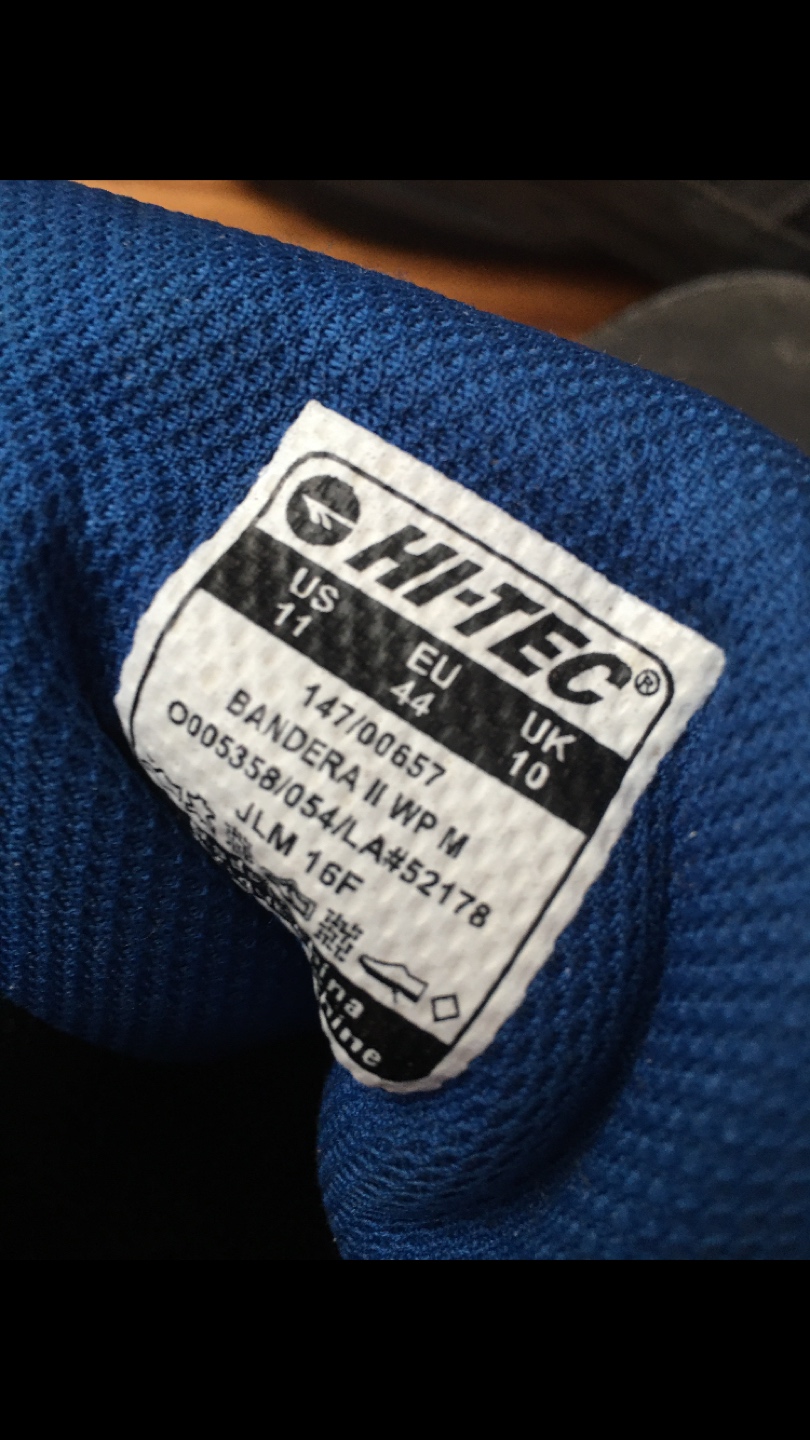 HI-TEC®
US EU UK
11 44 10
147/00657
BANDERA II WP M
O005358/054/LA#52178
JLM 16F